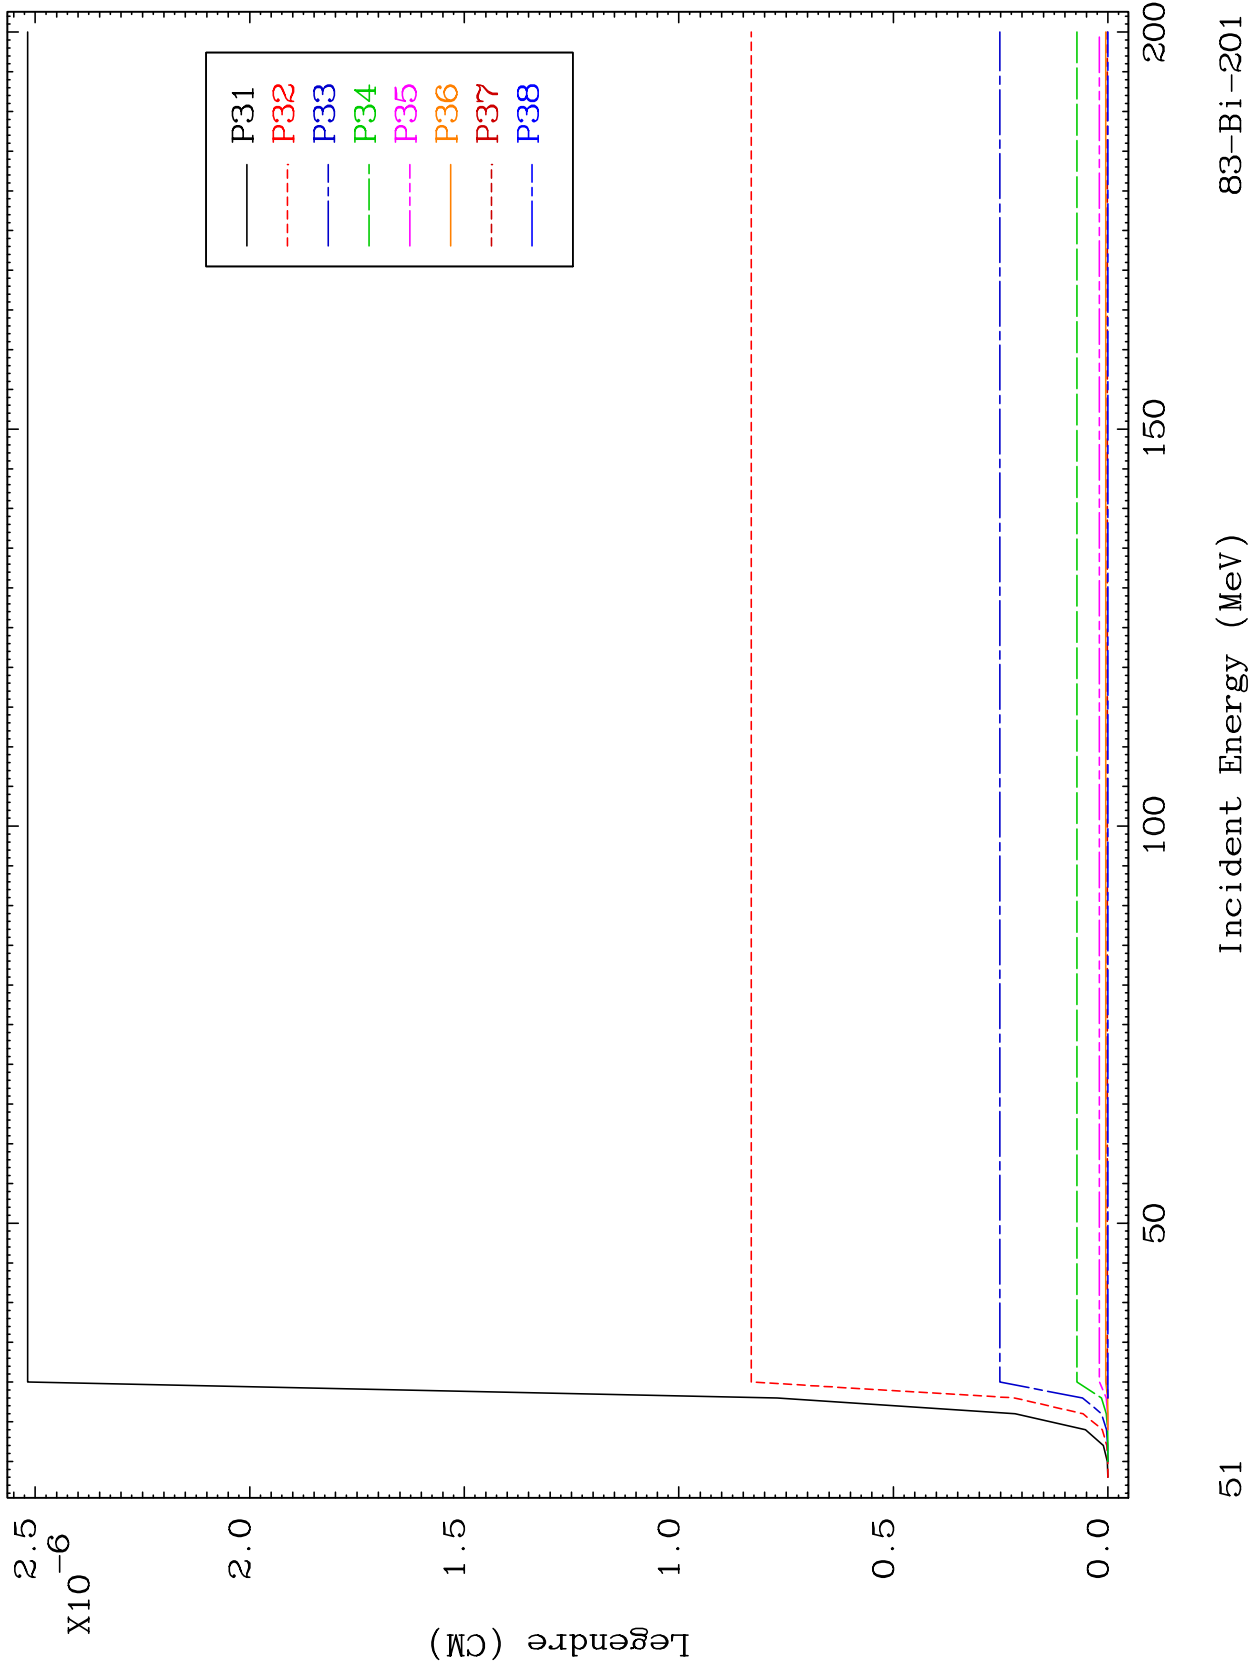 2.5
X10-6
2.0
1.5
1.0
0.5
0.0
Legendre (CM)
P31
P32
P33
P34
P35
P36
P37
P38
50
100
150
200
Incident Energy (MeV)
51
83-Bi-201